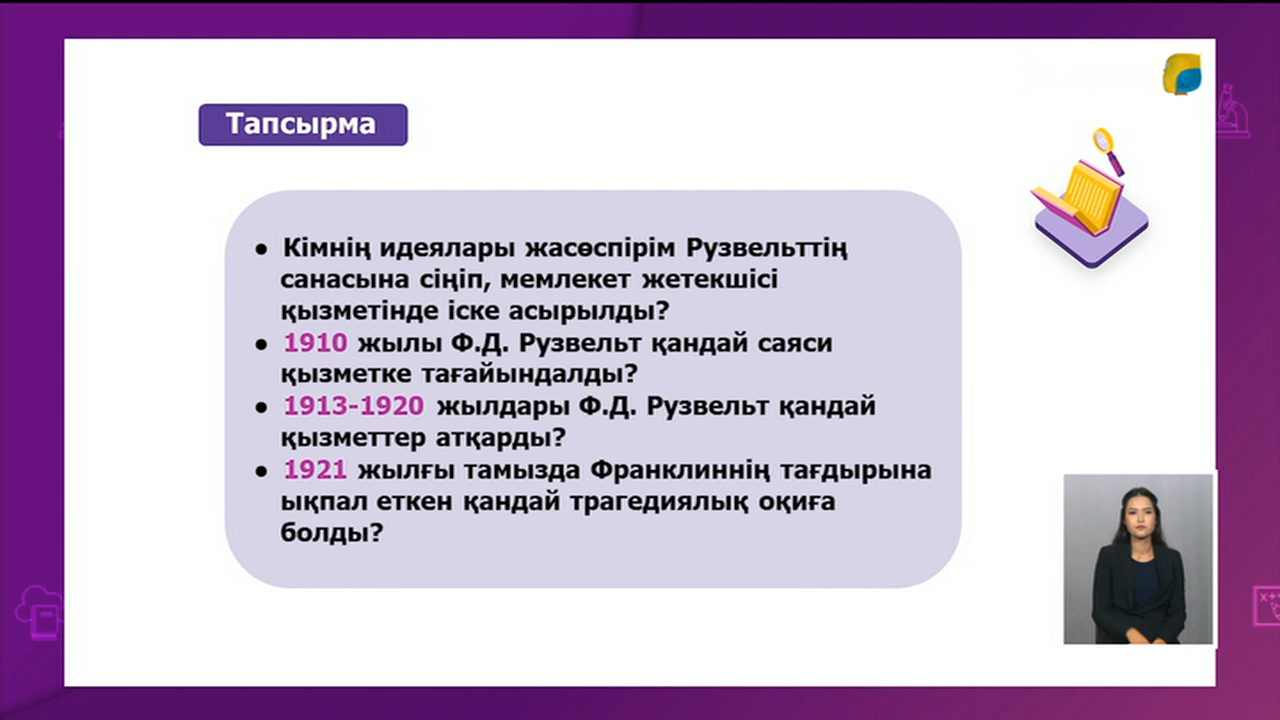 Тапсырма
● Кімнің идеялары жасөспірім Рузвельттің
санасына сіңіп, мемлекет жетекшісі
қызметінде іске асырылды?
● 1910 жылы Ф.Д. Рузвельт қандай саяси
қызметке тағайындалды?
● 1913-1920 жылдары Ф.Д. Рузвельт қандай
қызметтер атқарды?
● 1921 жылғы тамызда Франклиннің тағдырына
ықпал еткен қандай трагедиялық оқиға
болды?